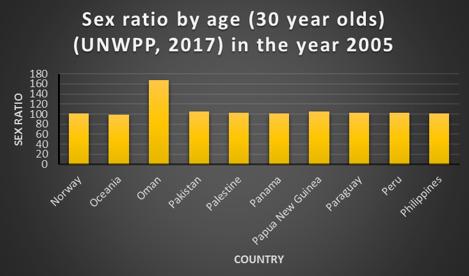 Sex ratio by age (30 year olds)
(UNWPP, 2017) in the year 2005
SEX RATIO
180
160
140
120
100
80
60
40
20
0
Norway
Oceania
Oman
Pakistan
Palestine
Panama
Papua New Guinea
Paraguay
Peru
Philippines
COUNTRY